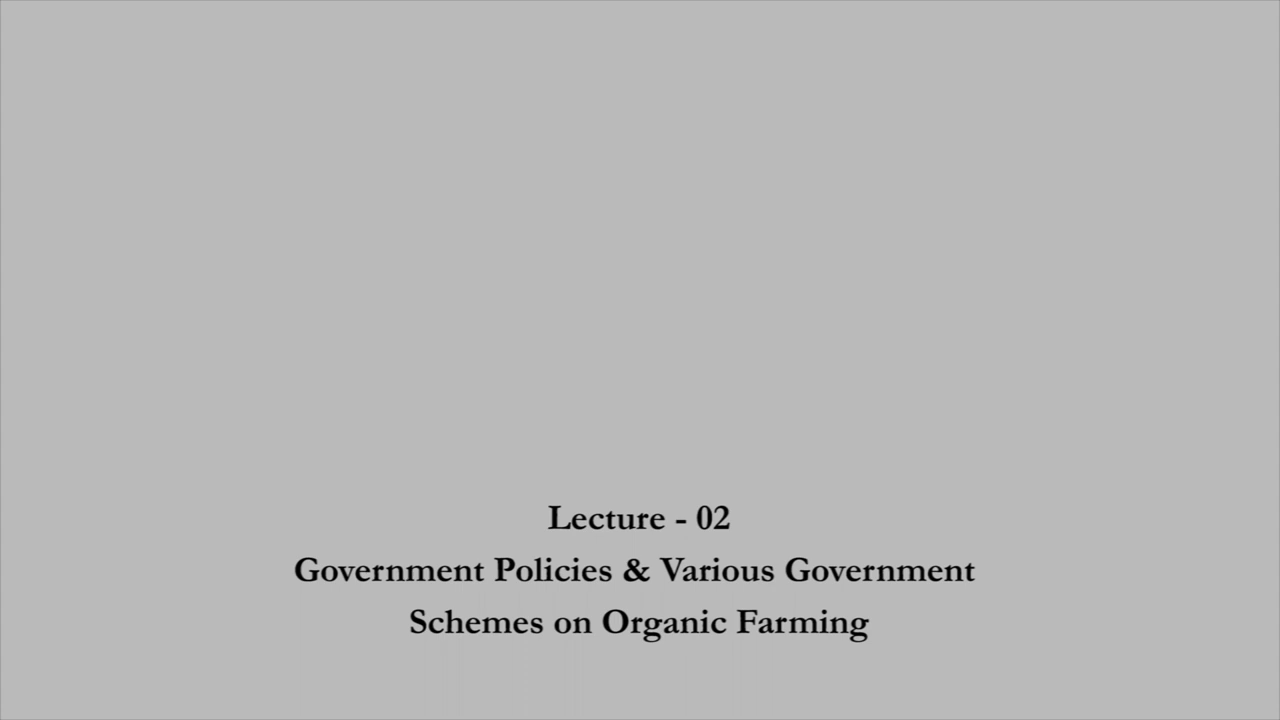 Lecture - 02
Government Policies & Various Government
Schemes on Organic Farming